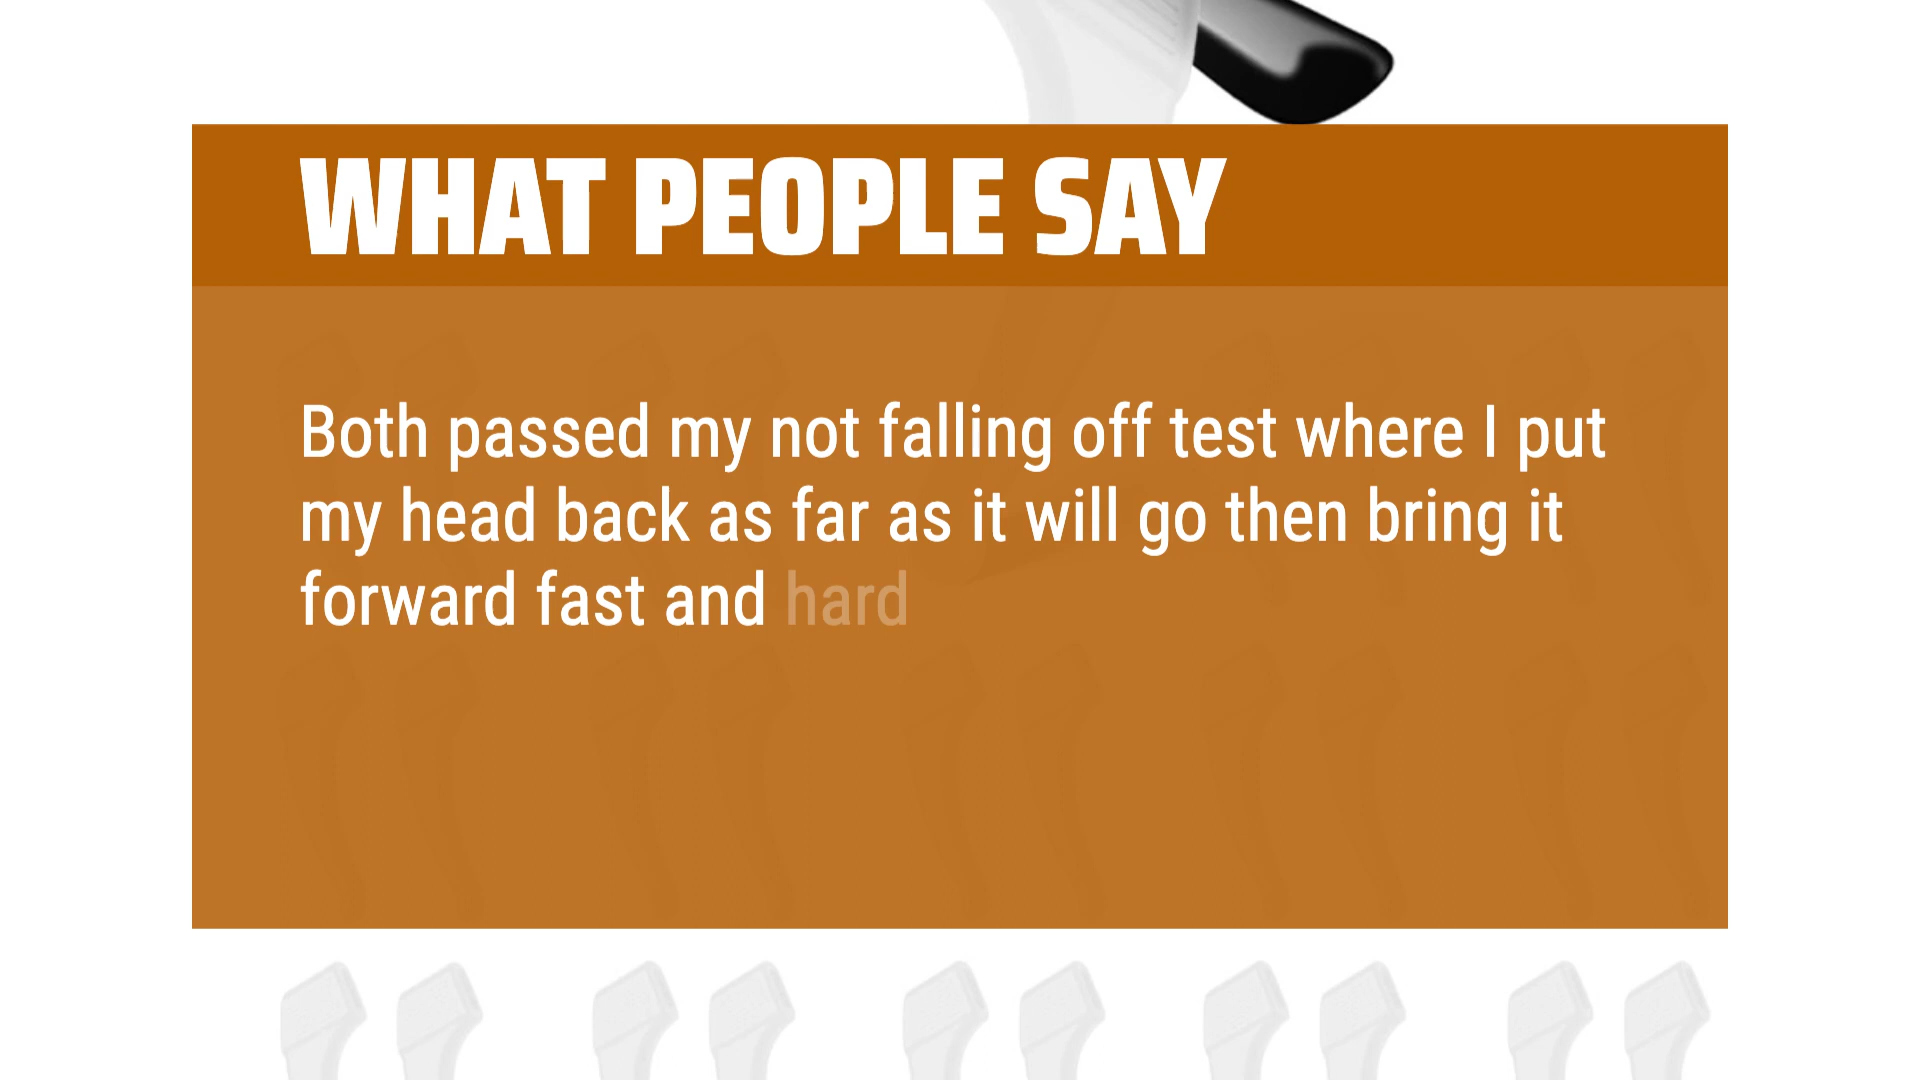 WHAT PEOPLE SAY
Both passed my not falling off test where I put
my head back as far as it will go then bring it
forward fast and hard